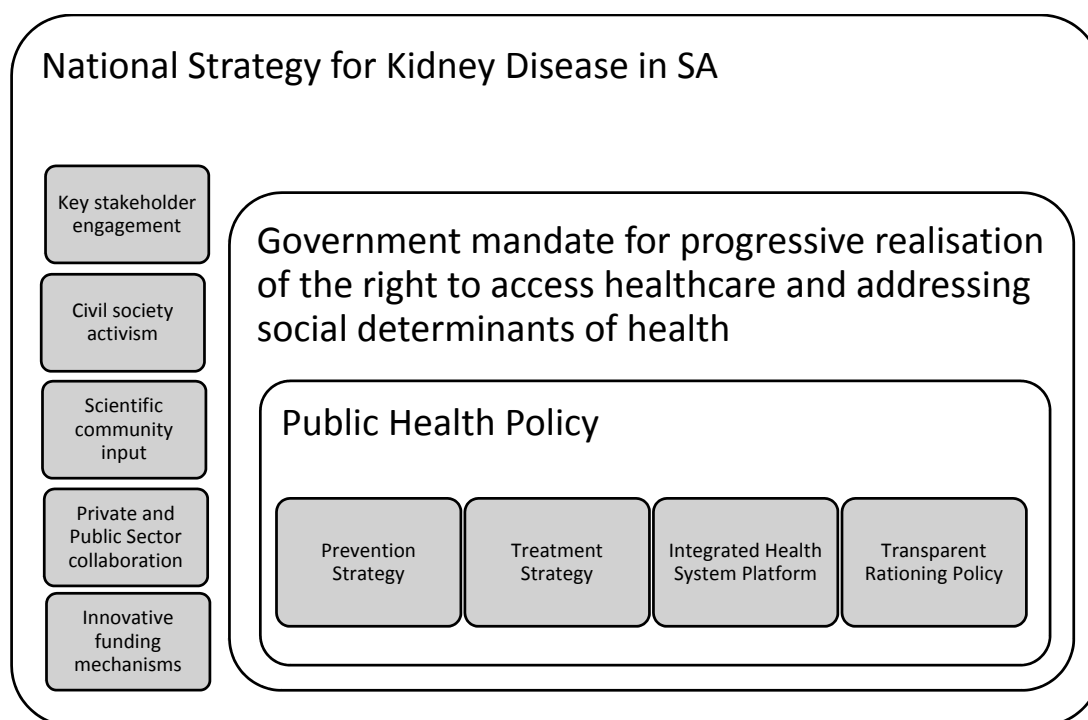 National Strategy for Kidney Disease in SA
Key stakeholder
engagement
Civil society
activism
Scientific
community
input
Private and
Public Sector
collaboration
Innovative
funding
mechanisms
Government mandate for progressive realisation
of the right to access healthcare and addressing
social determinants of health
Public Health Policy
Prevention
Strategy
Treatment
Strategy
Integrated Health
System Platform
Transparent
Rationing Policy